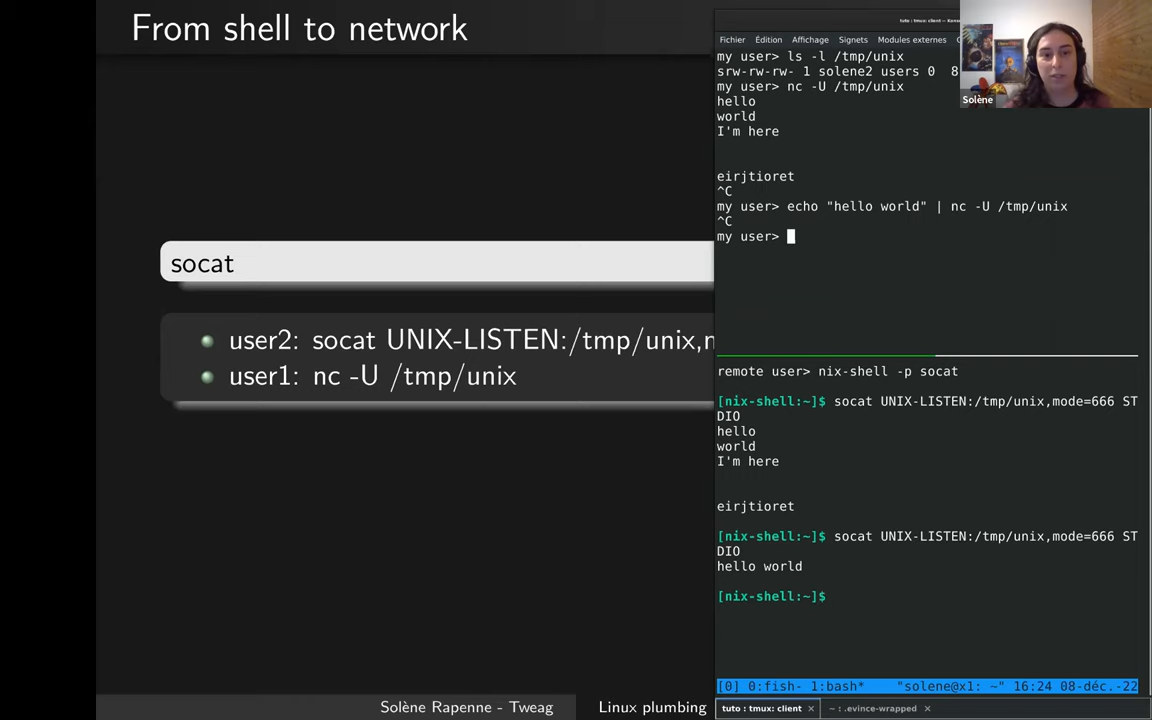 From shell to network
socat
user2: socat UNIX-LISTEN:/tmp/unix,
user1: nc -U /tmp/unix
Solène Rapenne - Tweag
Linux plumbing
tuto : tmux: client
Fichier Édition Affichage Signets Modules externes
my user> ls -l /tmp/unix
srw-rw-rw- 1 solene2 users 0 8
my user> nc -U /tmp/unix
hello
world
I'm here
eirjtioret
^C
my user> echo "hello world" | nc -U /tmp/unix
^C
my user>
remote user> nix-shell -p socat
[nix-shell:~]$ socat UNIX-LISTEN:/tmp/unix,mode=666 ST
DIO
hello
world
I'm here
eirjtioret
[nix-shell:~]$ socat UNIX-LISTEN:/tmp/unix,mode=666 ST
DIO
hello world
[nix-shell:~]$
[0] 0:fish- 1:bash* "solene@x1: ~" 16:24 08-déc.-22
tuto : tmux: client × ~ : .evince-wrapped ×
Solène